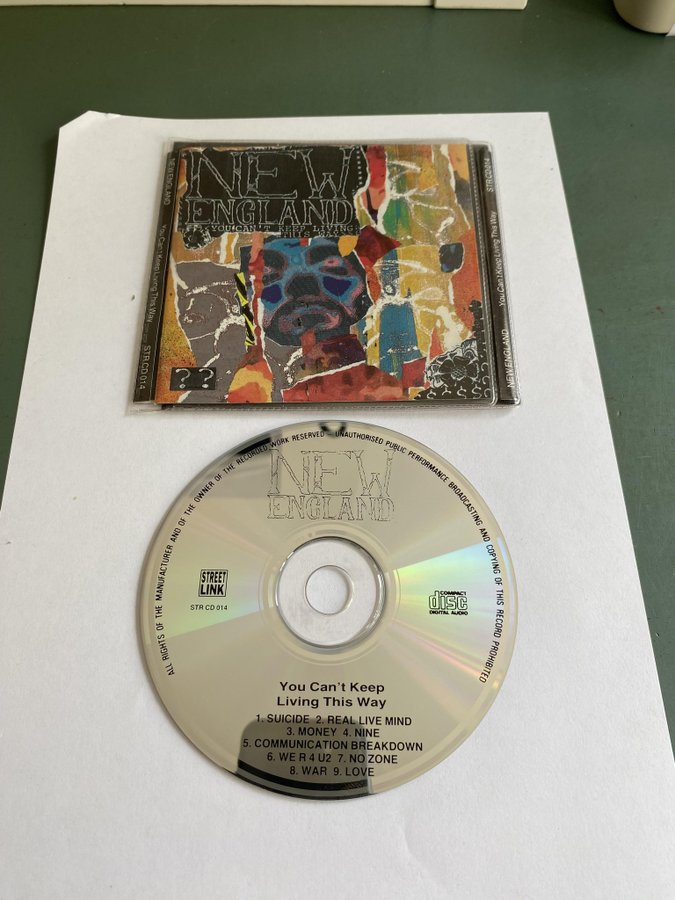 NEW
ENGLAND
YOU CAN'T KEEP LIVING
THIS WAY
??
NEW ENGLAND You Can't Keep Living This Way STR CD 014
NEW ENGLAND You Can't Keep Living This Way STR CD 014
ALL RIGHTS OF THE MANUFACTURER AND OF THE OWNER OF THE RECORDED WORK RESERVED – UNAUTHORISED PUBLIC PERFORMANCE BROADCASTING AND COPYING OF THIS RECORD PROHIBITED
NEW
ENGLAND
STREET
LINK
STR CD 014
COMPACT
disc
DIGITAL AUDIO
You Can't Keep
Living This Way
1. SUICIDE 2. REAL LIVE MIND
3. MONEY 4. NINE
5. COMMUNICATION BREAKDOWN
6. WE R 4 U2 7. NO ZONE
8. WAR 9. LOVE